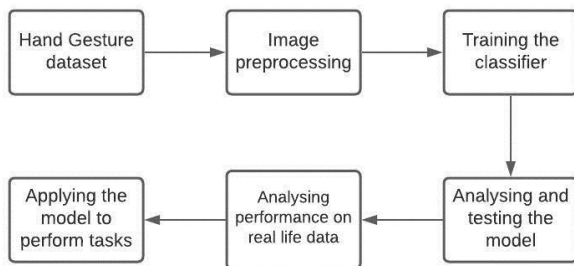 Hand Gesture
dataset
Image
preprocessing
Training the
classifier
Analysing and
testing the
model
Analysing
performance on
real life data
Applying the
model to
perform tasks